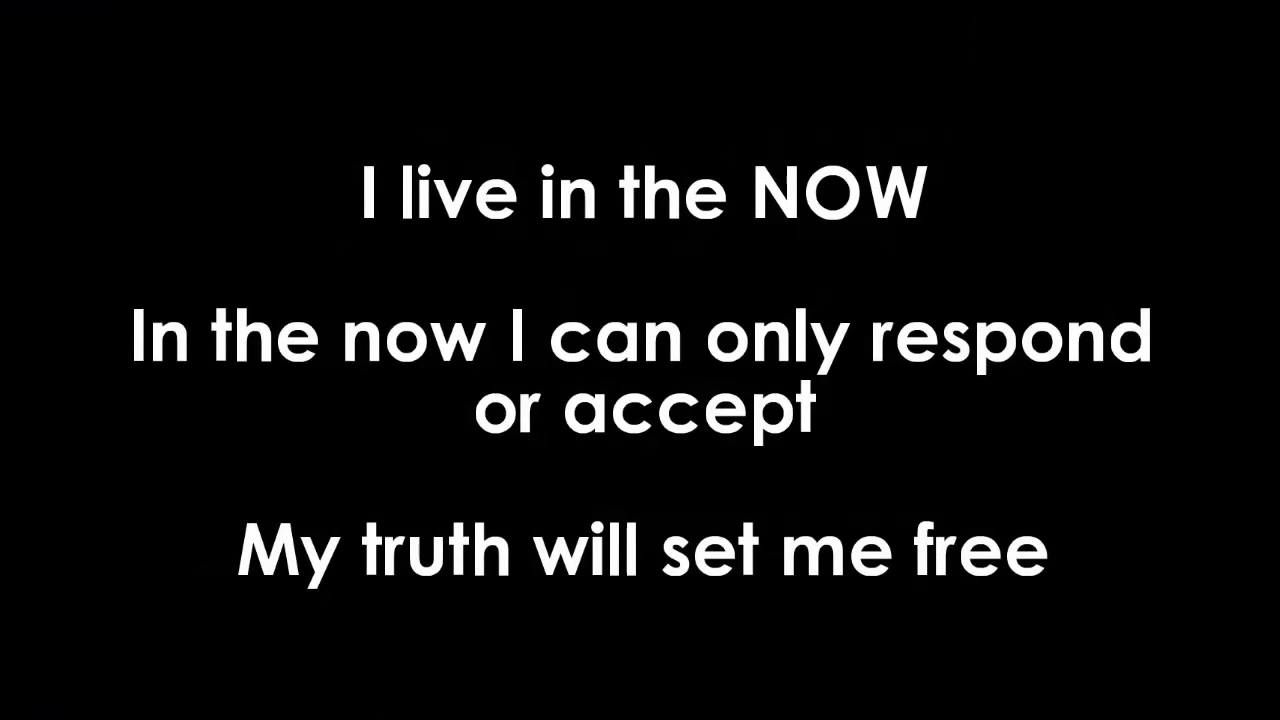 I live in the NOW
In the now I can only respond
or accept
My truth will set me free